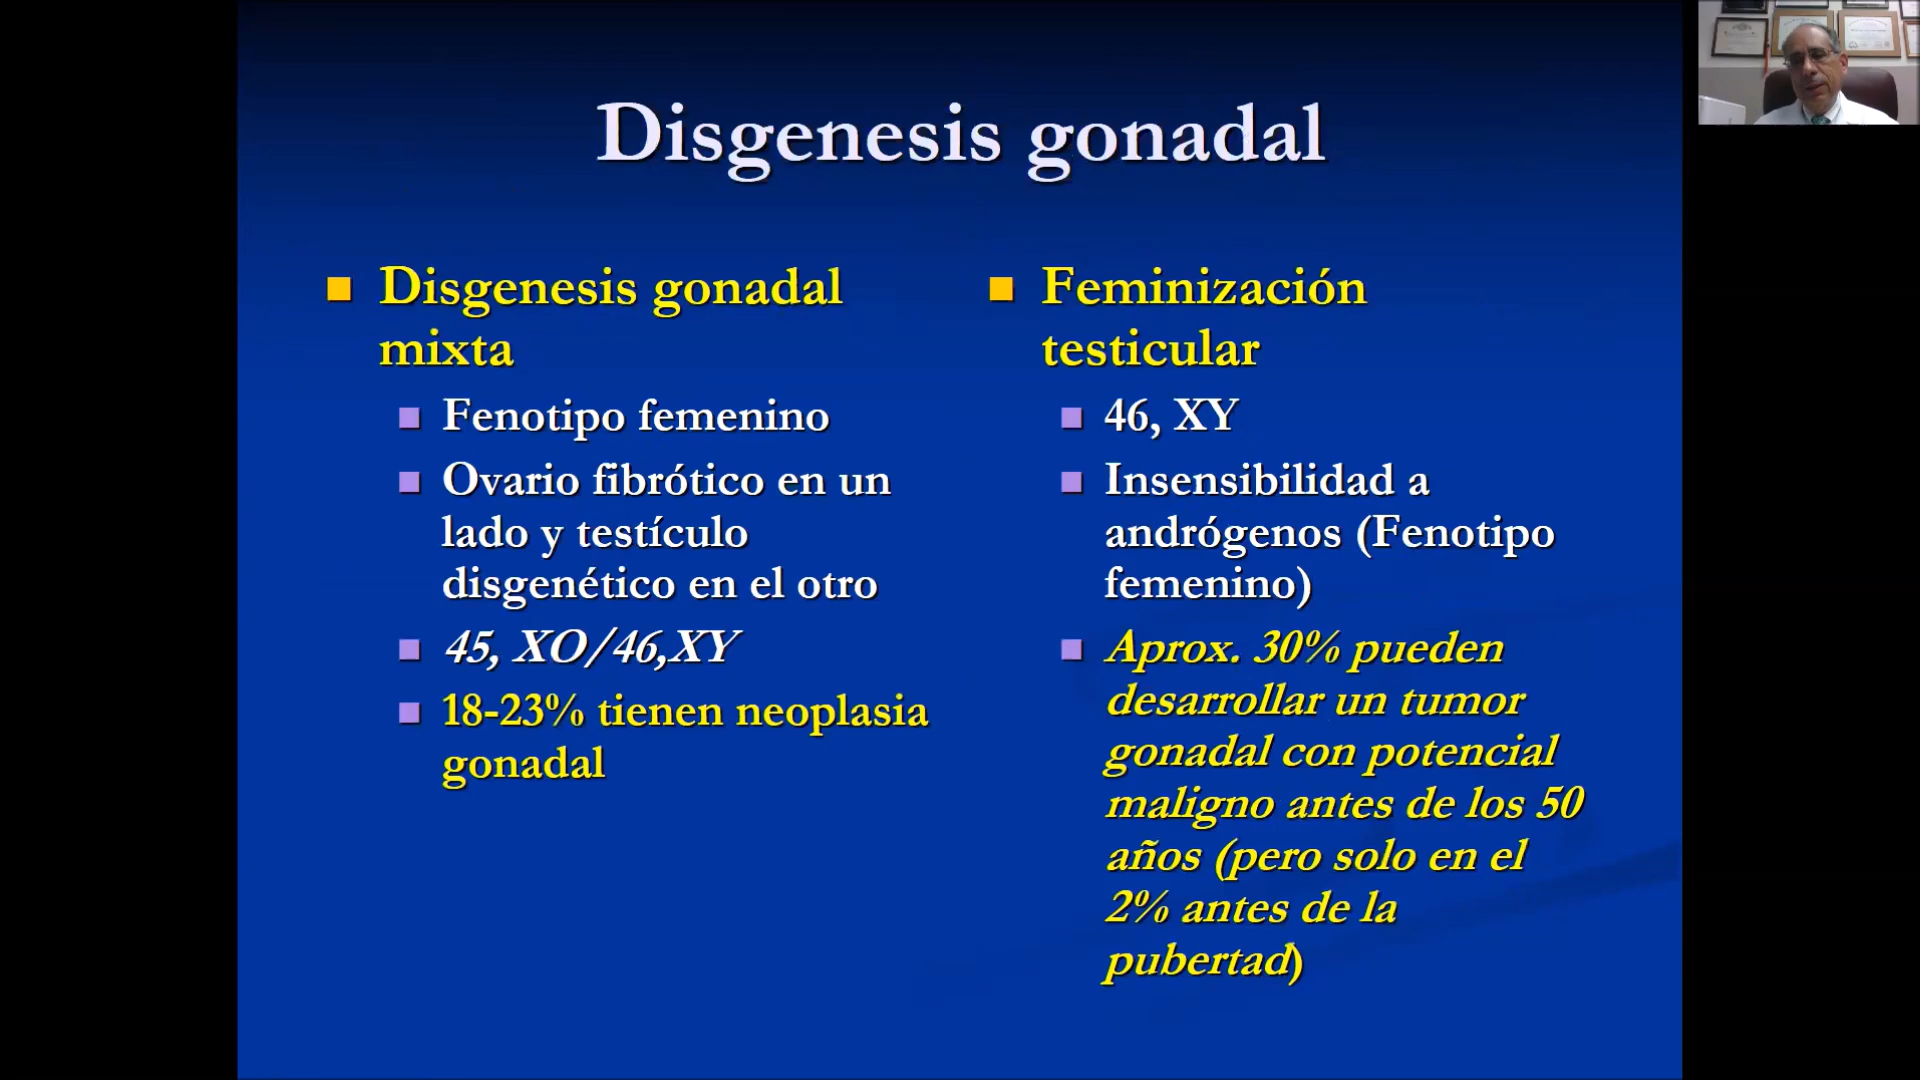 Disgenesis gonadal
Disgenesis gonadal
mixta
Fenotipo femenino
Ovario fibrótico en un
lado y testículo
disgenético en el otro
45, XO/46,XY
18-23% tienen neoplasia
gonadal
Feminización
testicular
46, XY
Insensibilidad a
andrógenos (Fenotipo
femenino)
Aprox. 30% pueden
desarrollar un tumor
gonadal con potencial
maligno antes de los 50
años (pero solo en el
2% antes de la
pubertad)